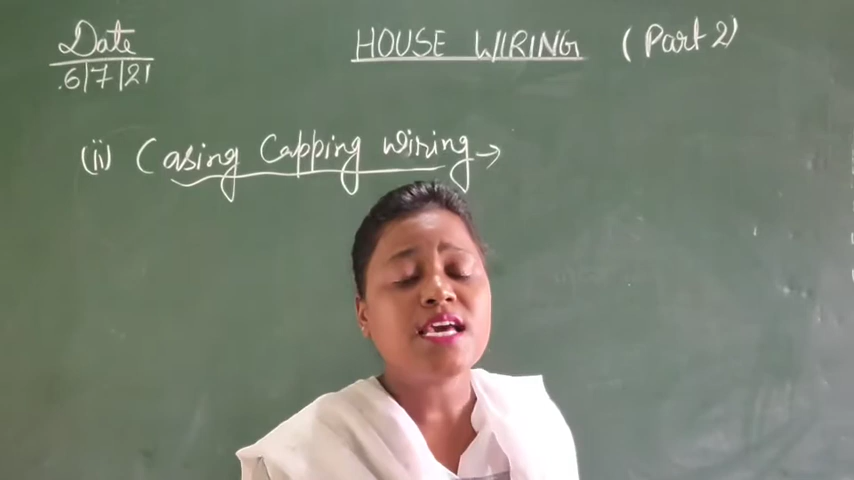 Date
6/7/21
HOUSE WIRING (Part 2)
(ii) Casing Capping wiring →